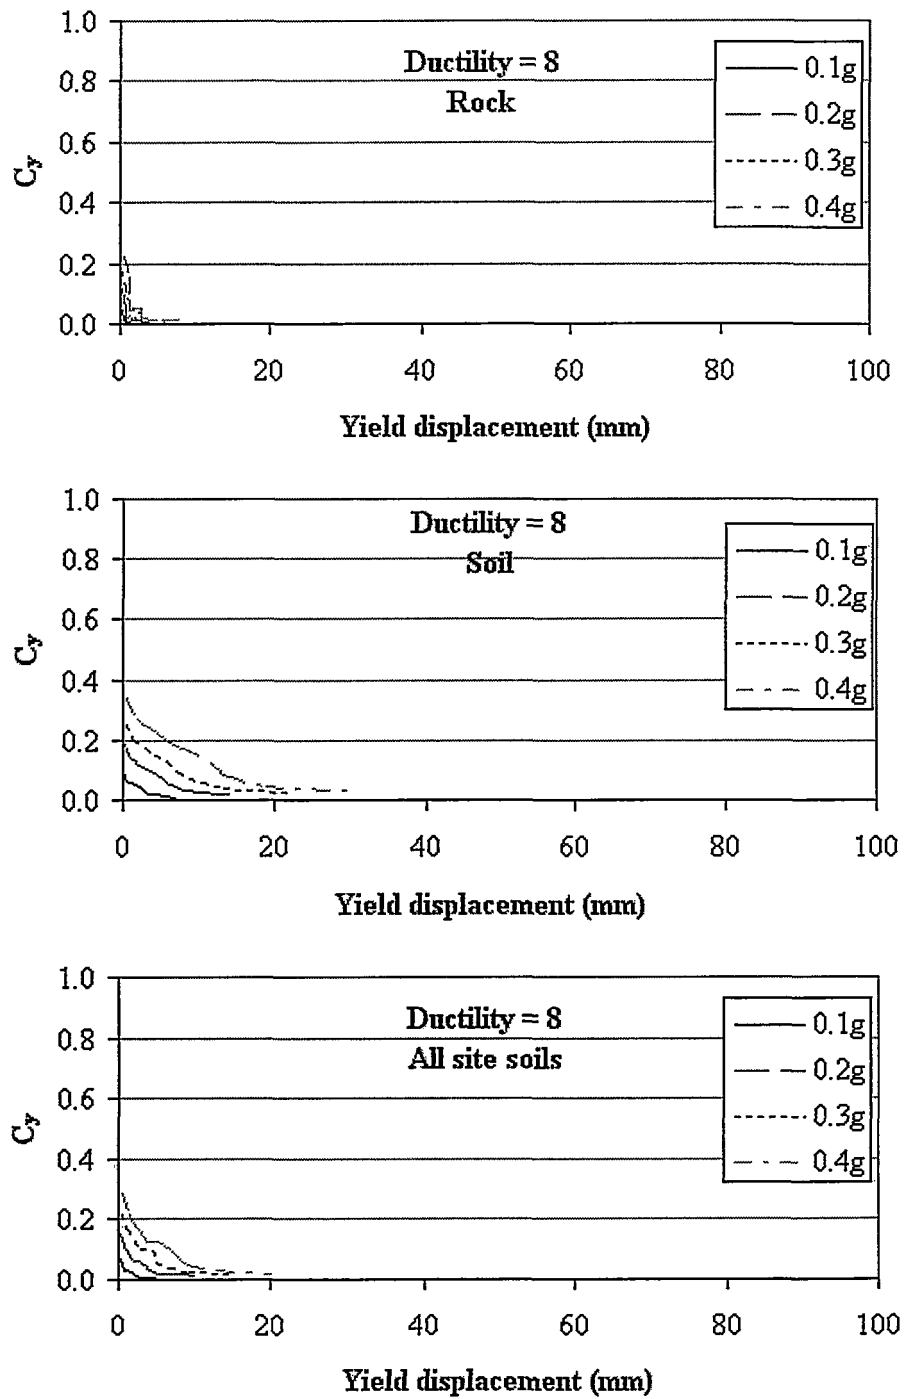 1.0
Ductility = 8
0.1g
0.8
Rock
0.2g
0.6
Cy
0.3g
0.4
0.4g
0.2
0.0
0 20 40 60 80 100
Yield displacement (mm)
1.0
Ductility = 8
0.1g
0.8
Soil
0.2g
0.6
Cy
0.3g
0.4
0.4g
0.2
0.0
0 20 40 60 80 100
Yield displacement (mm)
1.0
Ductility = 8
0.1g
0.8
All site soils
0.2g
0.6
Cy
0.3g
0.4
0.4g
0.2
0.0
0 20 40 60 80 100
Yield displacement (mm)